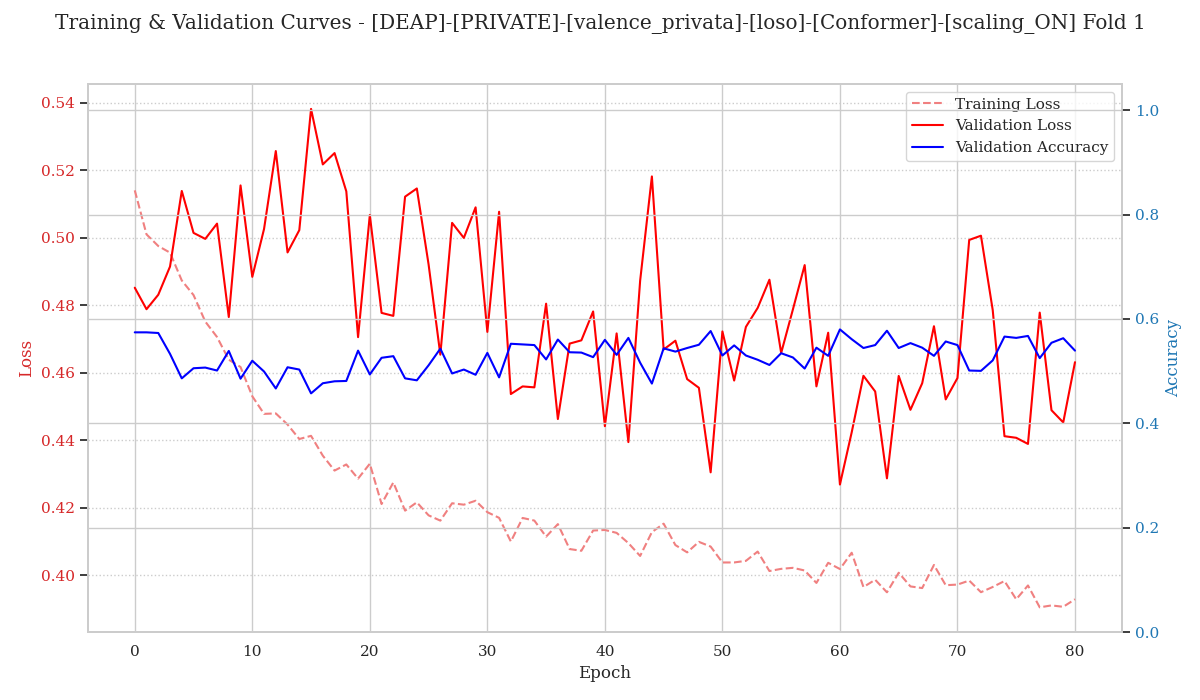 Training & Validation Curves - [DEAP]-[PRIVATE]-[valence_privata]-[loso]-[Conformer]-[scaling_ON] Fold 1
Training Loss
Validation Loss
Validation Accuracy
Loss
0.54
0.52
0.50
0.48
0.46
0.44
0.42
0.40
1.0
0.8
0.6
0.4
0.2
0.0
Accuracy
0 10 20 30 40 50 60 70 80
Epoch